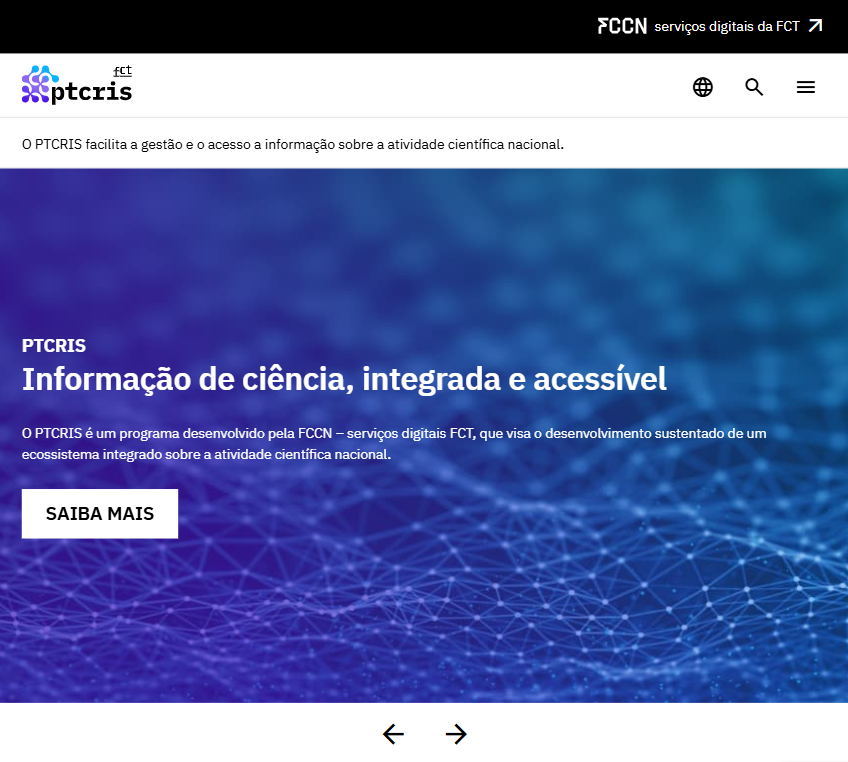 FCCN serviços digitais da FCT
fct
ptcris
O PTCRIS facilita a gestão e o acesso a informação sobre a atividade científica nacional.
PTCRIS
Informação de ciência, integrada e acessível
O PTCRIS é um programa desenvolvido pela FCCN – serviços digitais FCT, que visa o desenvolvimento sustentado de um
ecossistema integrado sobre a atividade científica nacional.
SAIBA MAIS